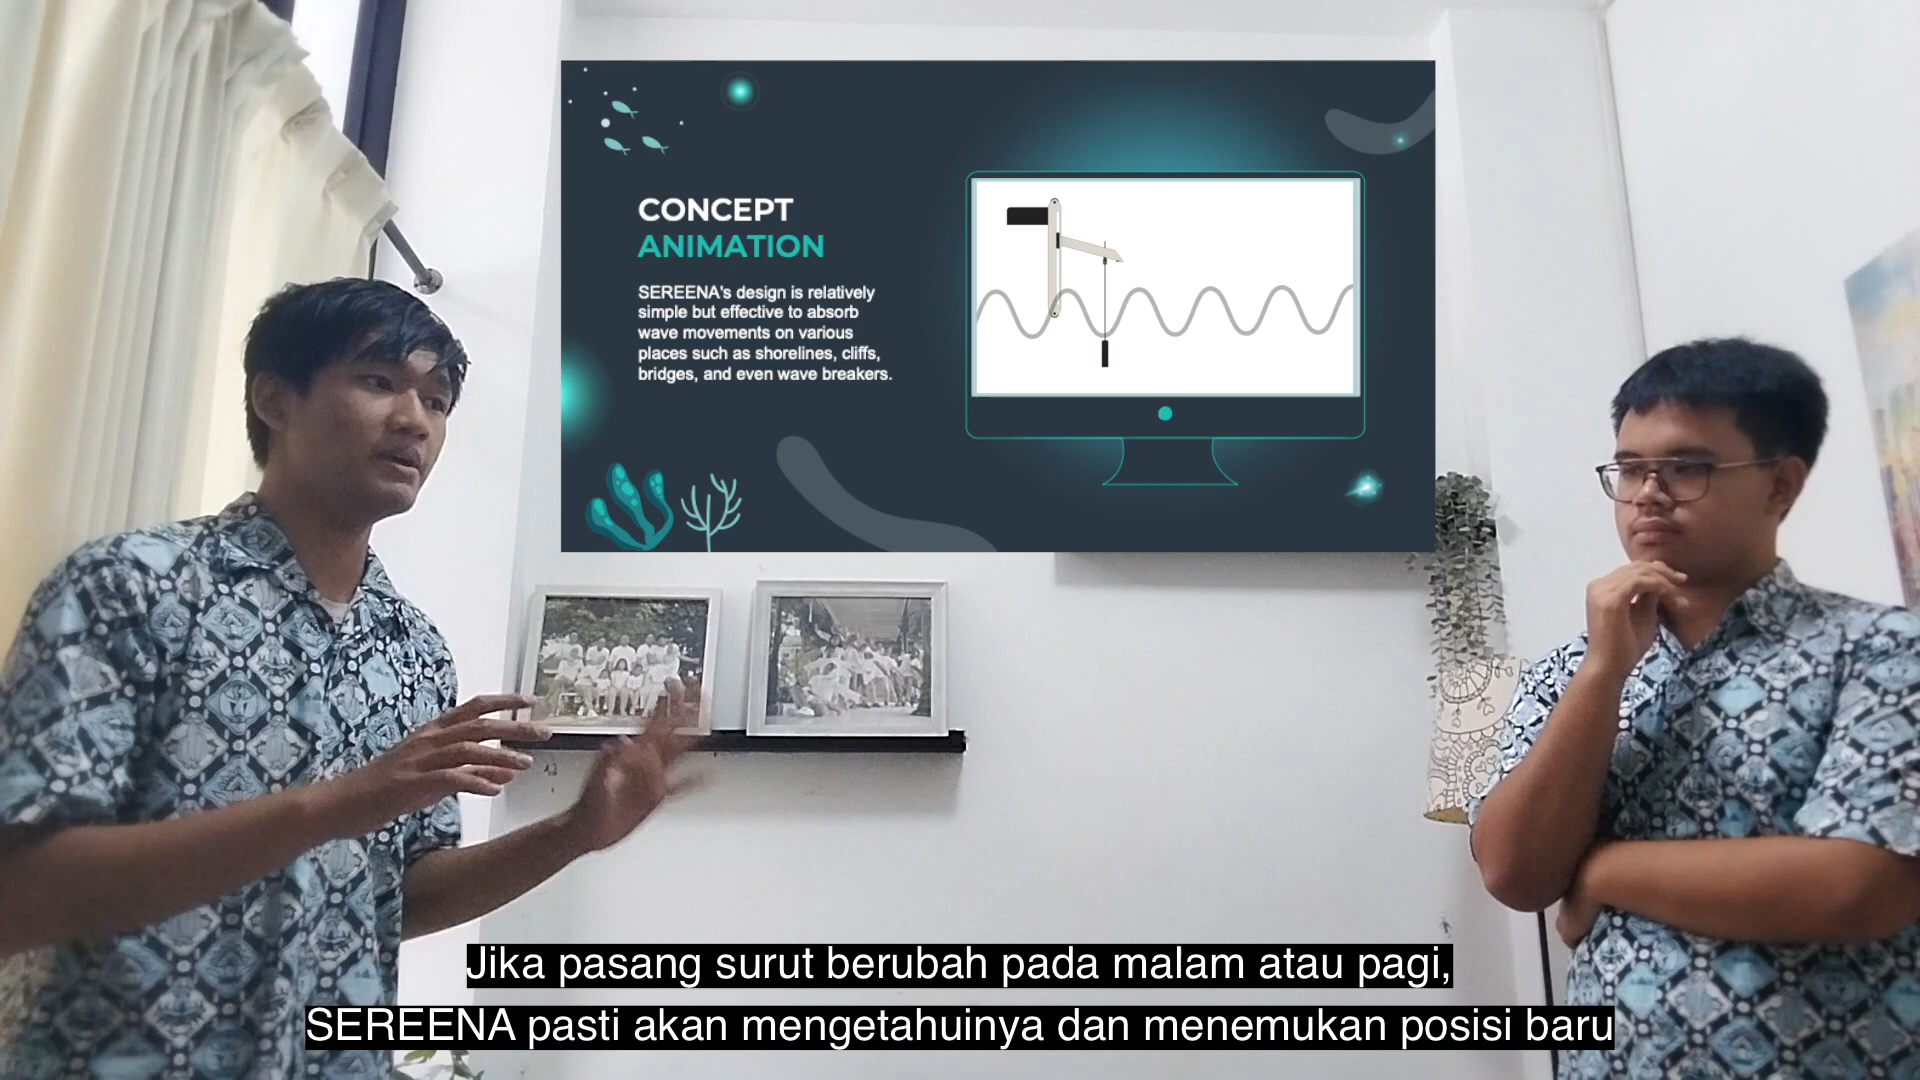 CONCEPT
ANIMATION
SEREENA's design is relatively
simple but effective to absorb
wave movements on various
places such as shorelines, cliffs,
bridges, and even wave breakers.
Jika pasang surut berubah pada malam atau pagi,
SEREENA pasti akan mengetahuinya dan menemukan posisi baru